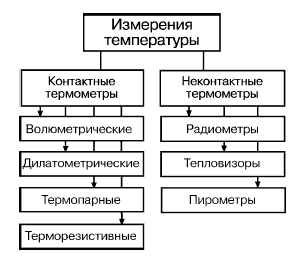 Измерения
температуры
Контактные
термометры
Волюметрические
Дилатометрические
Термопарные
Терморезистивные
Неконтактные
термометры
Радиометры
Тепловизоры
Пирометры